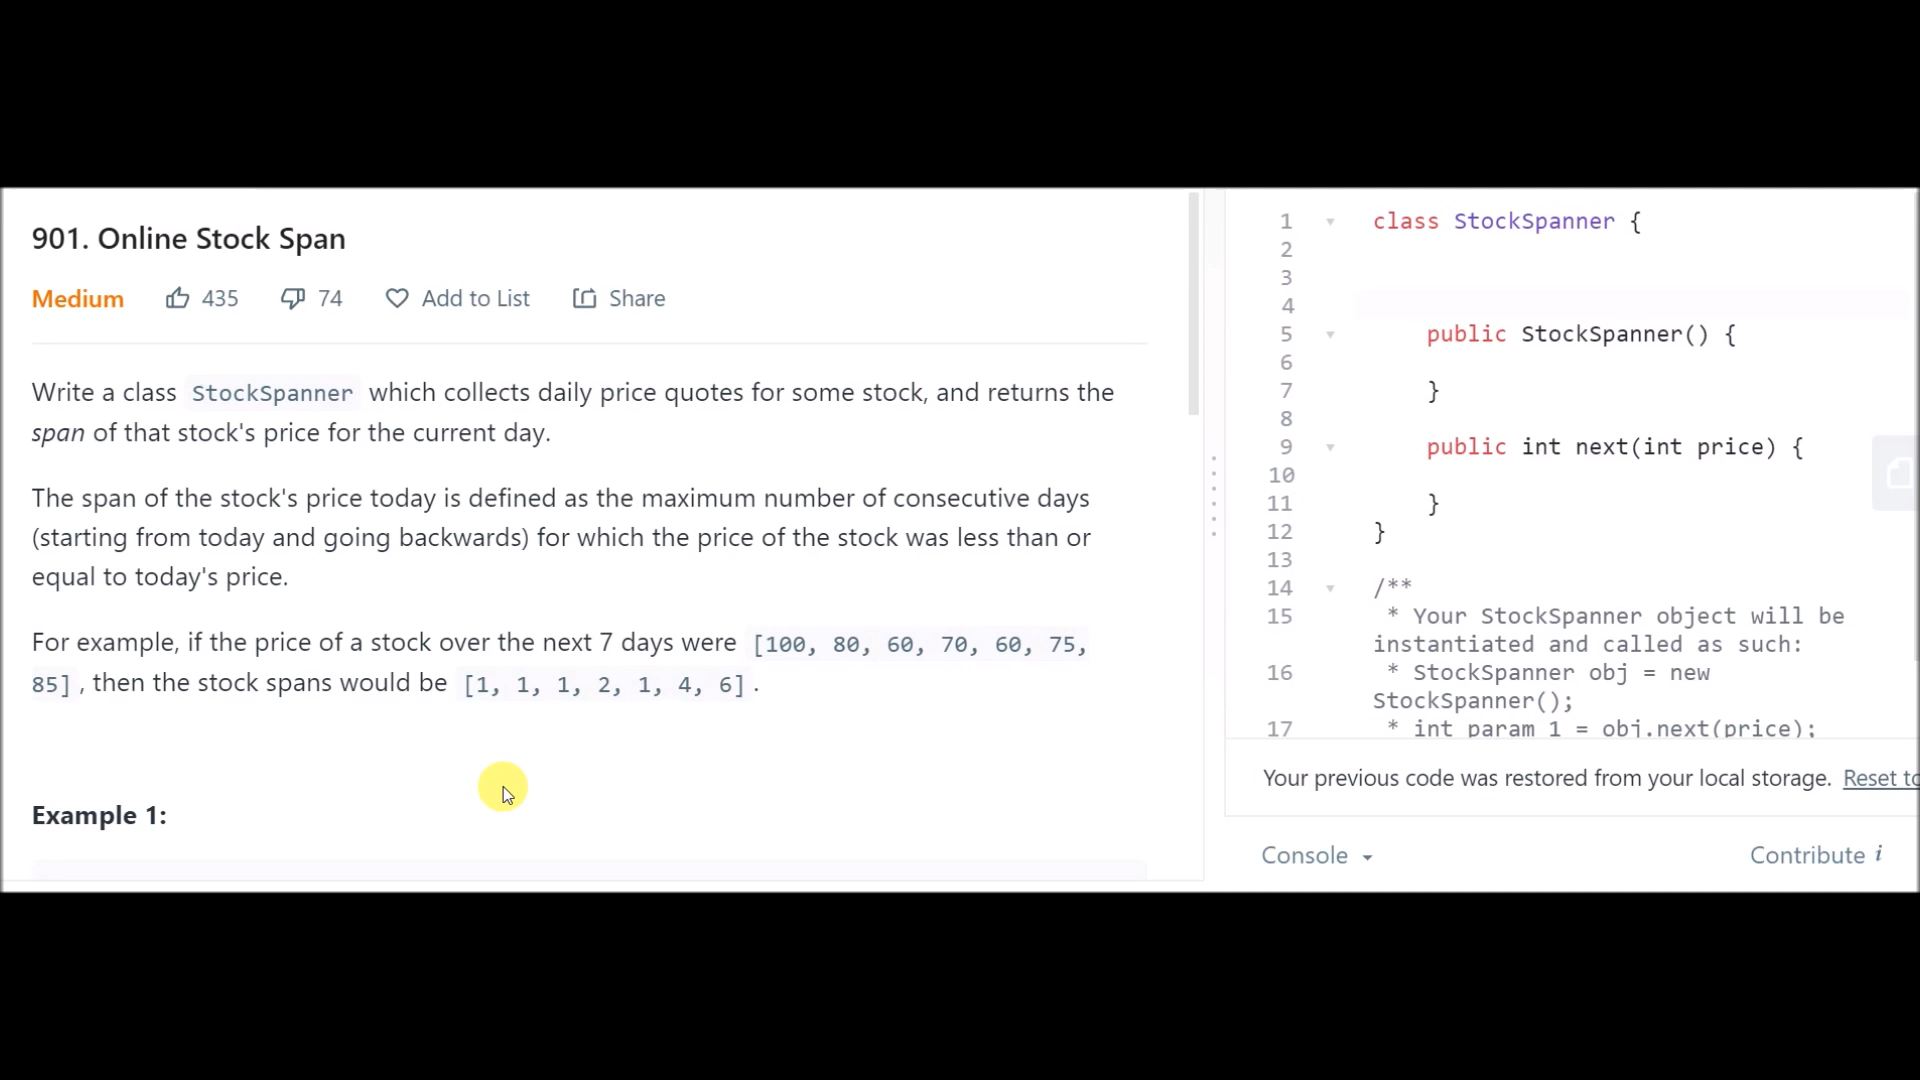 901. Online Stock Span
Medium 435 74 Add to List Share
Write a class StockSpanner which collects daily price quotes for some stock, and returns the
span of that stock's price for the current day.
The span of the stock's price today is defined as the maximum number of consecutive days
(starting from today and going backwards) for which the price of the stock was less than or
equal to today's price.
For example, if the price of a stock over the next 7 days were [100, 80, 60, 70, 60, 75,
85], then the stock spans would be [1, 1, 1, 2, 1, 4, 6].
Example 1:
1 class StockSpanner {
2
3
4
5 public StockSpanner() {
6
7 }
8
9 public int next(int price) {
10
11 }
12 }
13
14 /**
15 * Your StockSpanner object will be
instantiated and called as such:
16 * StockSpanner obj = new
StockSpanner();
17 * int param_1 = obj.next(price);
Your previous code was restored from your local storage. Reset to
Console
Contribute i